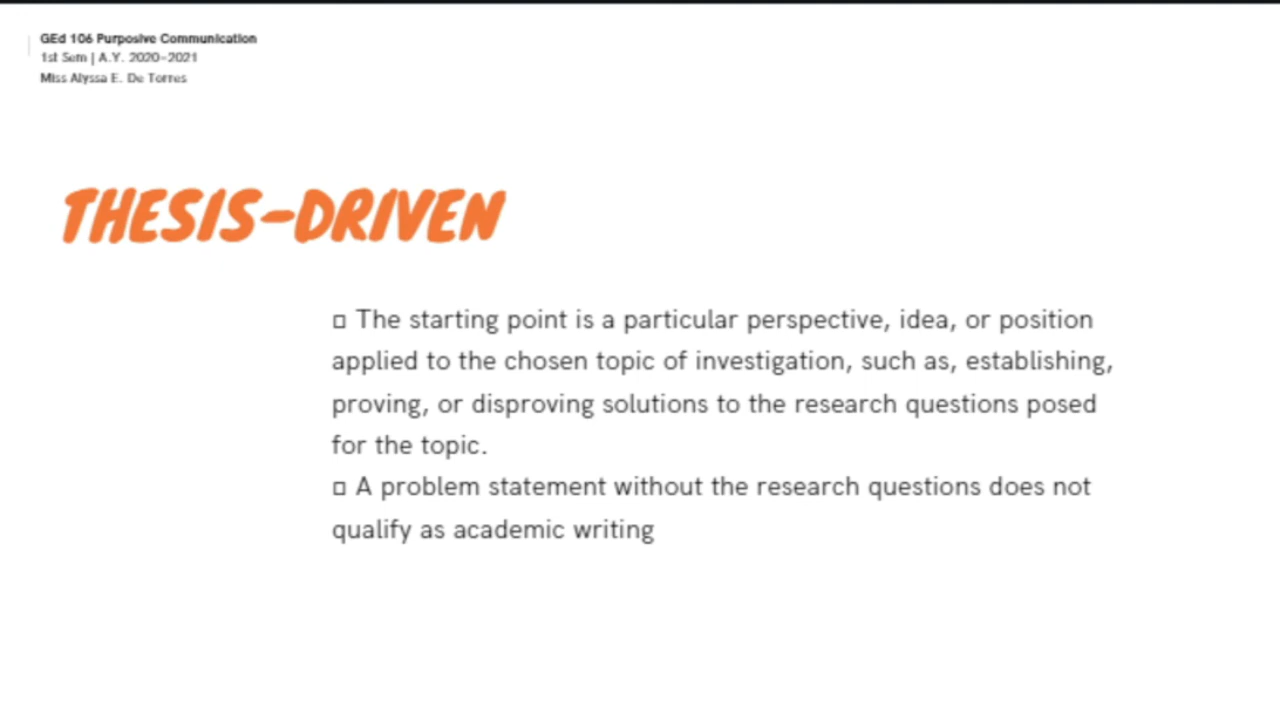 GEd 106 Purposive Communication
1st Sem | A.Y. 2020-2021
Miss Alyssa E. De Torres
THESIS-DRIVEN
□ The starting point is a particular perspective, idea, or position
applied to the chosen topic of investigation, such as, establishing,
proving, or disproving solutions to the research questions posed
for the topic.
□ A problem statement without the research questions does not
qualify as academic writing